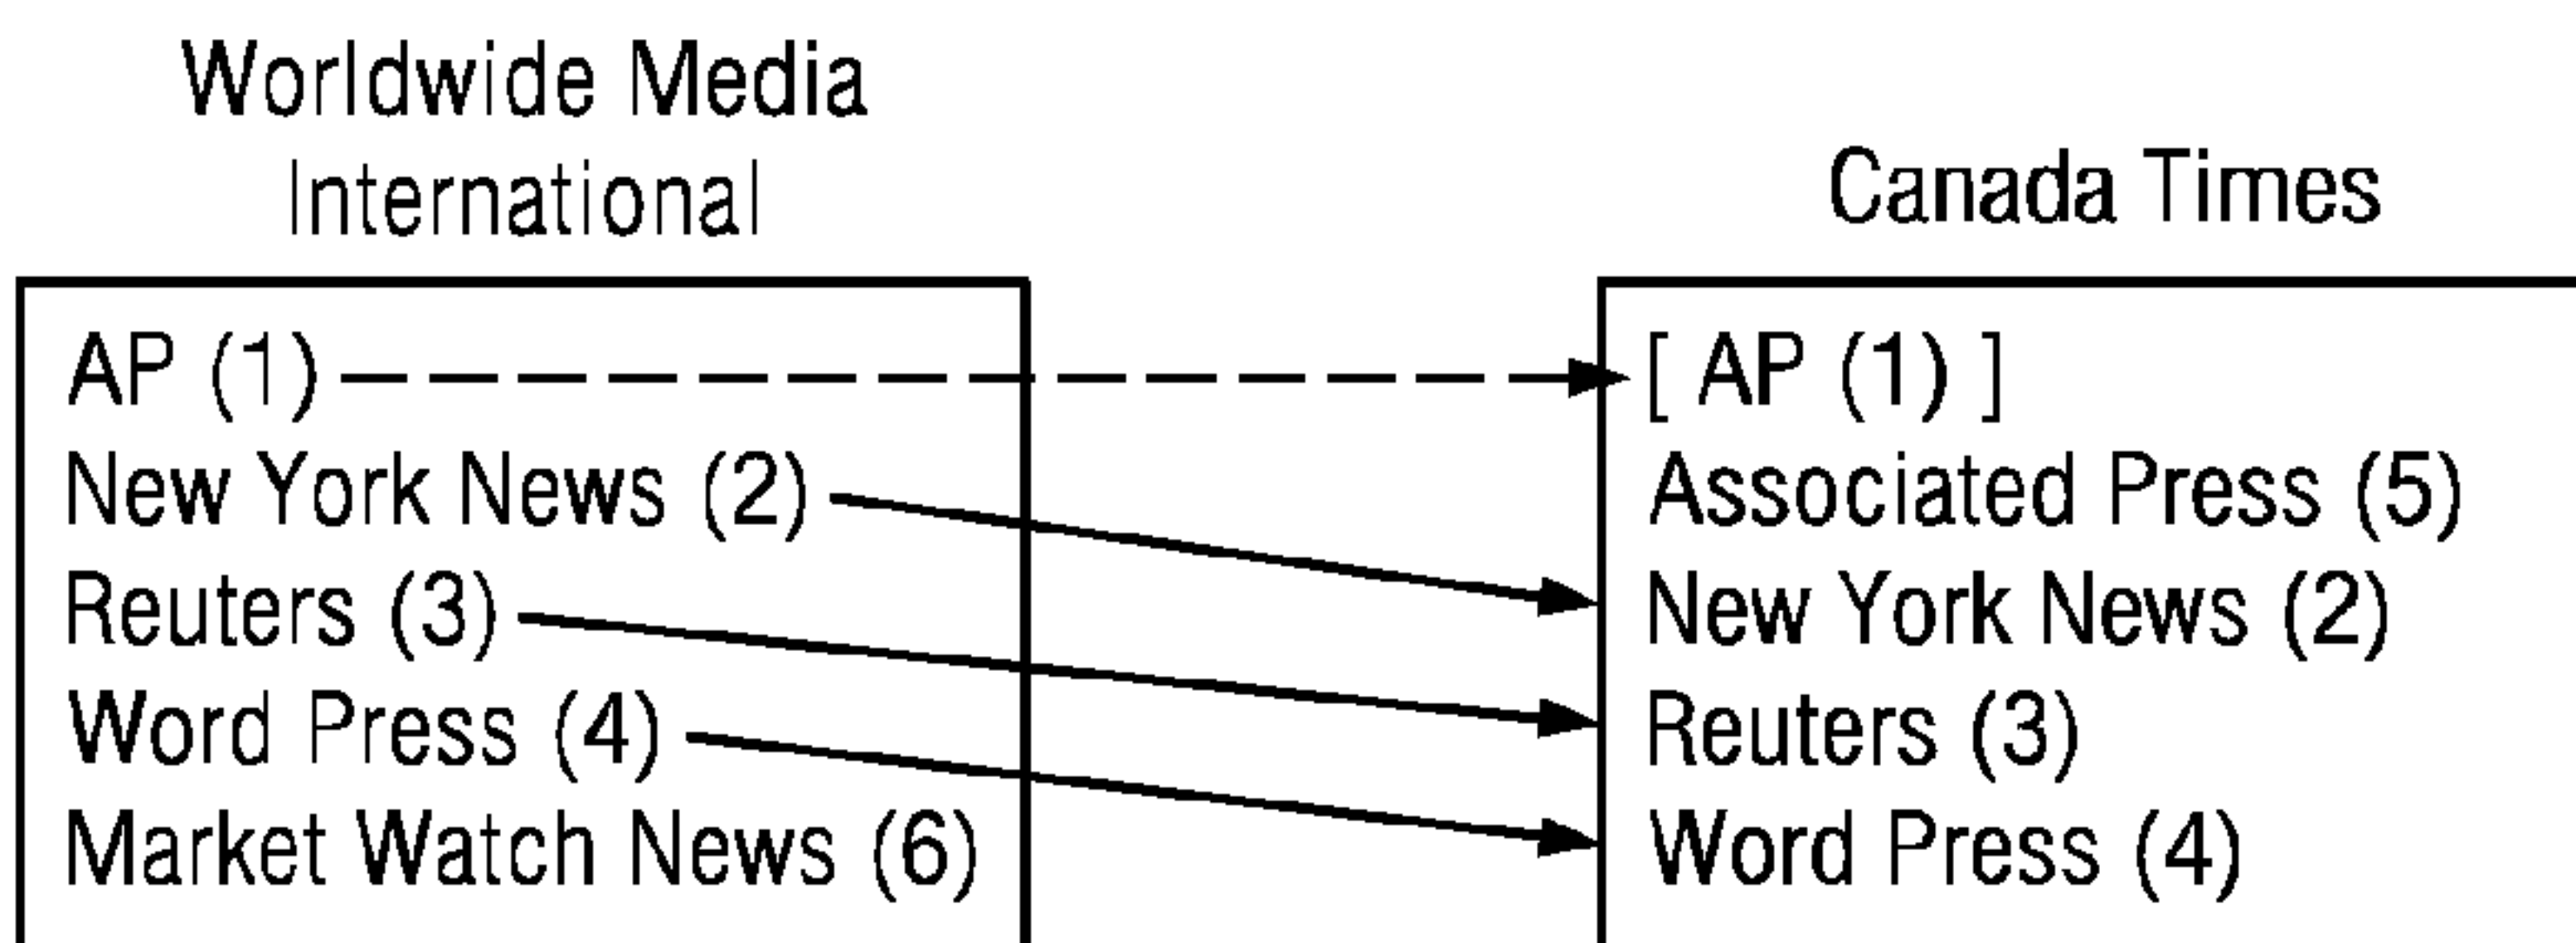 Worldwide Media
International
Canada Times
AP (1)
New York News (2)
Reuters (3)
Word Press (4)
Market Watch News (6)
[ AP (1) ]
Associated Press (5)
New York News (2)
Reuters (3)
Word Press (4)